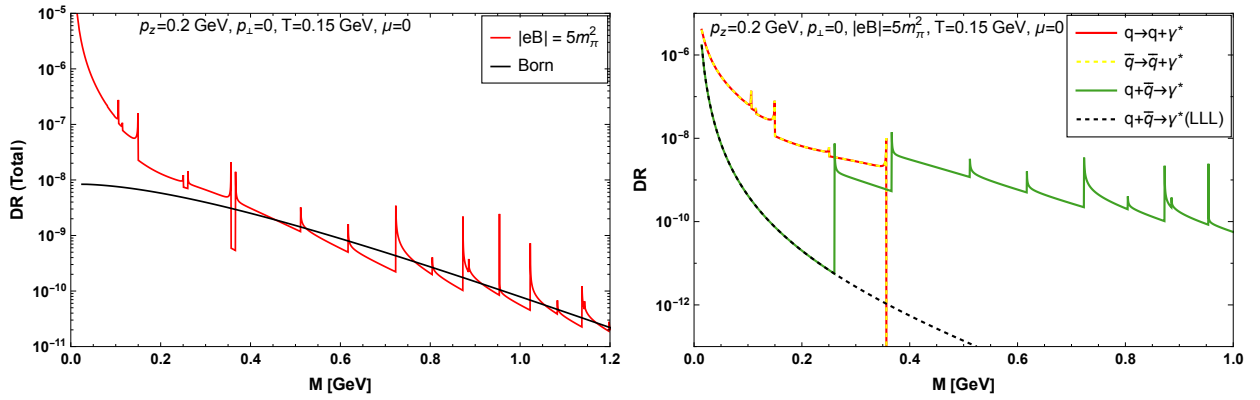 p_z=0.2 GeV, p_⊥=0, T=0.15 GeV, μ=0
|eB| = 5m_π^2
Born
10^-5
10^-6
10^-7
10^-8
10^-9
10^-10
10^-11
DR (Total)
0.0 0.2 0.4 0.6 0.8 1.0 1.2
M [GeV]
p_z=0.2 GeV, p_⊥=0, |eB|=5m_π^2, T=0.15 GeV, μ=0
q→q+γ*
q̅→q̅+γ*
q+q̅→γ*
q+q̅→γ*(LLL)
10^-6
10^-8
10^-10
10^-12
DR
0.0 0.2 0.4 0.6 0.8 1.0
M [GeV]